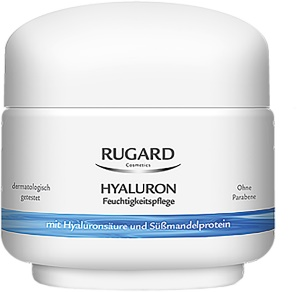 RUGARD
Cosmetics
HYALURON
Feuchtigkeitspflege
dermatologisch
getestet
Ohne
Parabene
mit Hyaluronsäure und Süßmandelprotein